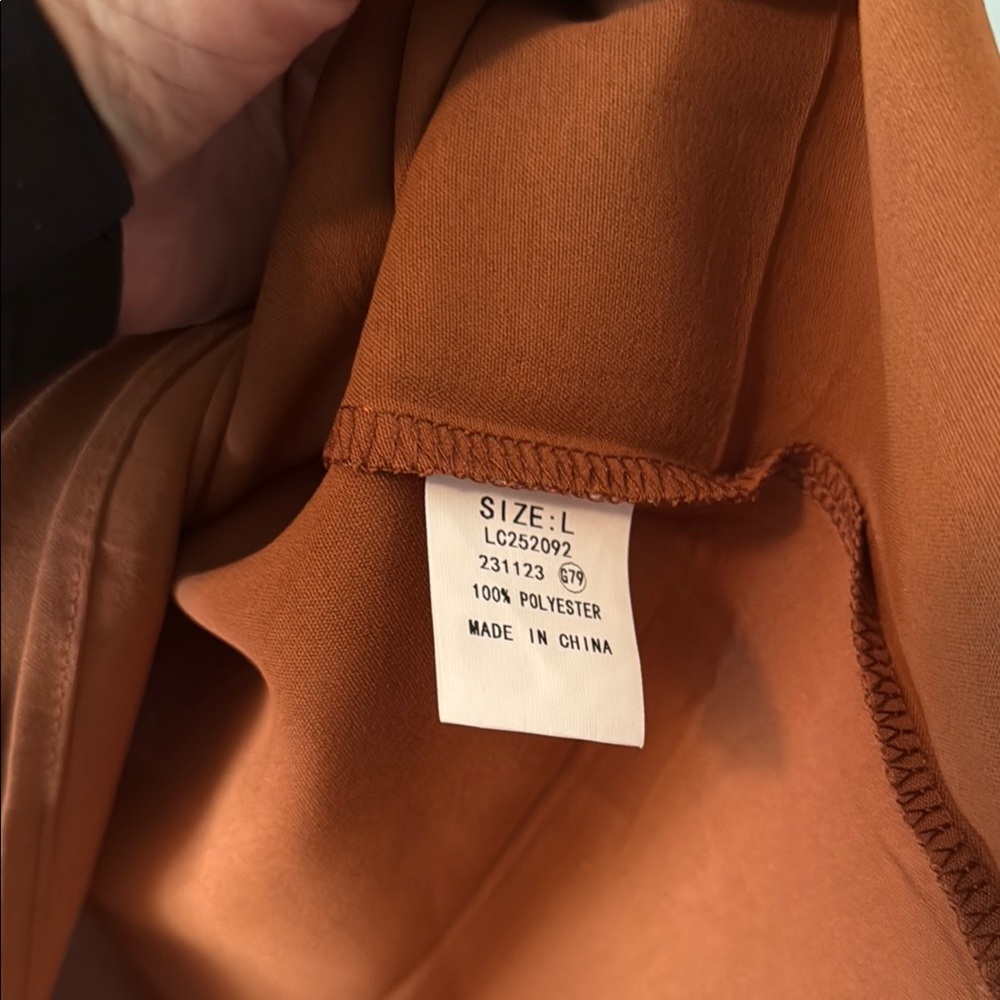 SIZE:L
LC252092
231123 G79
100% POLYESTER
MADE IN CHINA